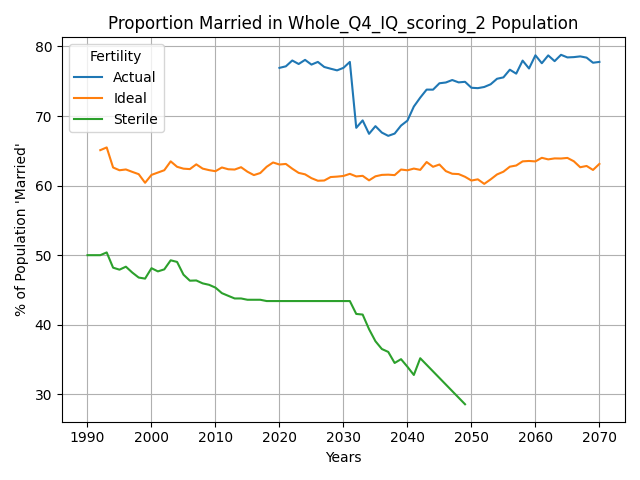 Proportion Married in Whole_Q4_IQ_scoring_2 Population
% of Population 'Married'
80
70
60
50
40
30
Fertility
Actual
Ideal
Sterile
1990 2000 2010 2020 2030 2040 2050 2060 2070
Years